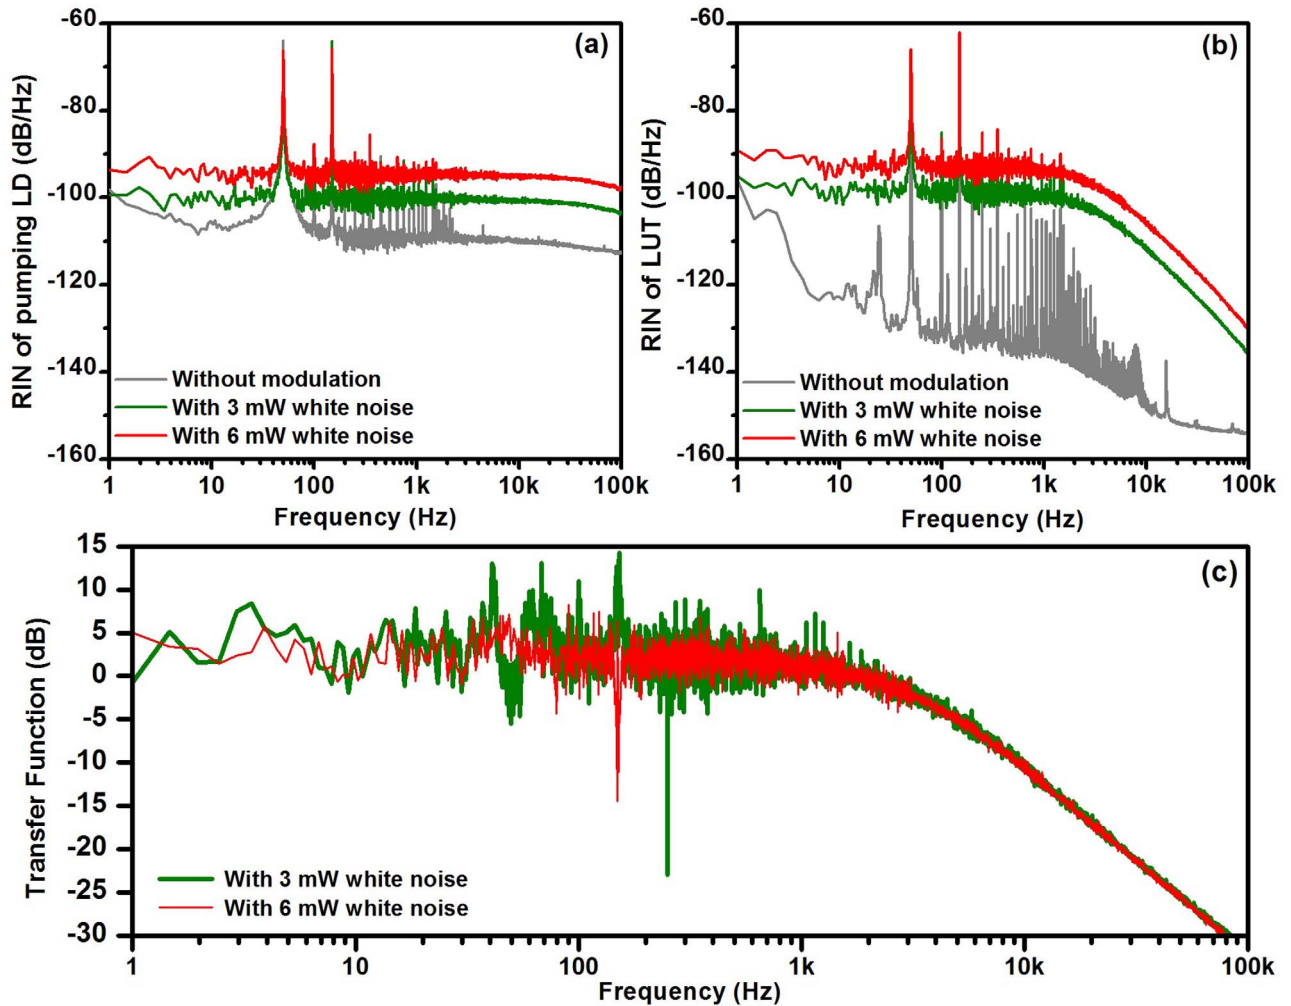 (a)
RIN of pumping LD (dB/Hz)
-60
-80
-100
-120
-140
-160
Without modulation
With 3 mW white noise
With 6 mW white noise
1
10
100
1k
10k
100k
Frequency (Hz)
(b)
RIN of LUT (dB/Hz)
-60
-80
-100
-120
-140
-160
Without modulation
With 3 mW white noise
With 6 mW white noise
1
10
100
1k
10k
100k
Frequency (Hz)
(c)
Transfer Function (dB)
15
10
5
0
-5
-10
-15
-20
-25
-30
With 3 mW white noise
With 6 mW white noise
1
10
100
1k
10k
100k
Frequency (Hz)